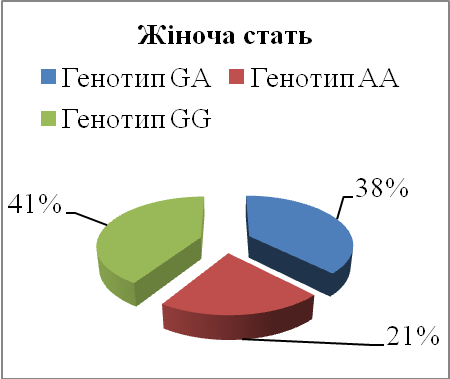 Жіноча стать
Генотип GA Генотип AA
Генотип GG
41%
38%
21%